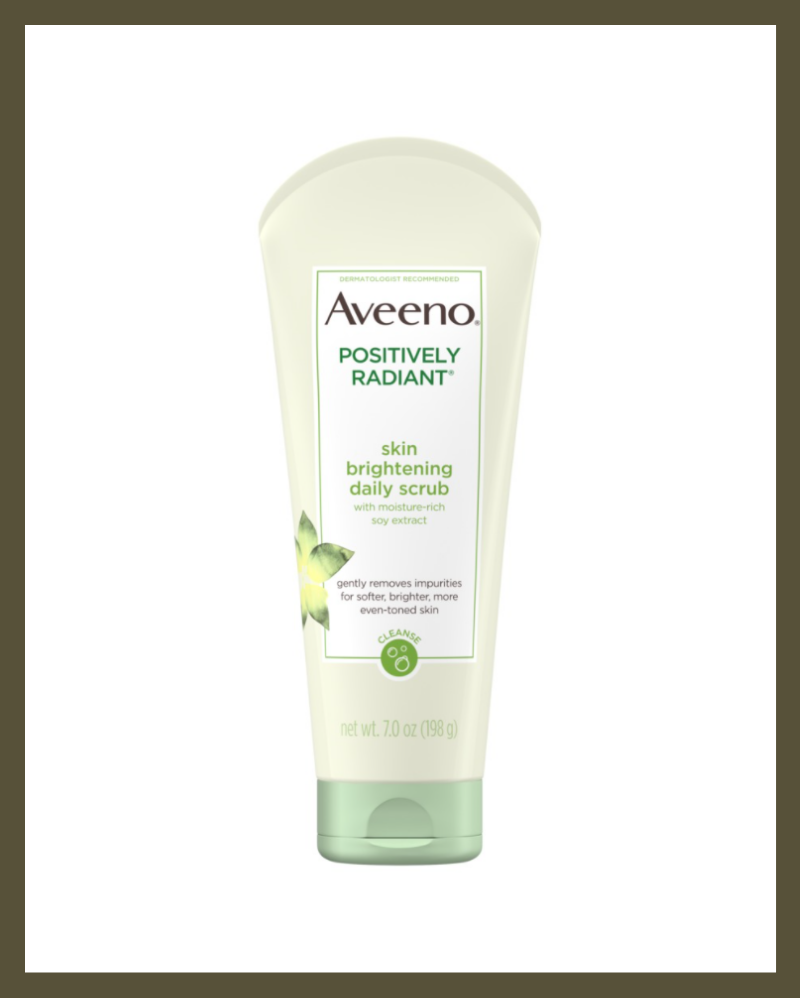 DERMATOLOGIST RECOMMENDED
Aveeno®
POSITIVELY
RADIANT®
skin
brightening
daily scrub
with moisture-rich
soy extract
gently removes impurities
for softer, brighter, more
even-toned skin
CLEANSE
net wt. 7.0 oz (198 g)